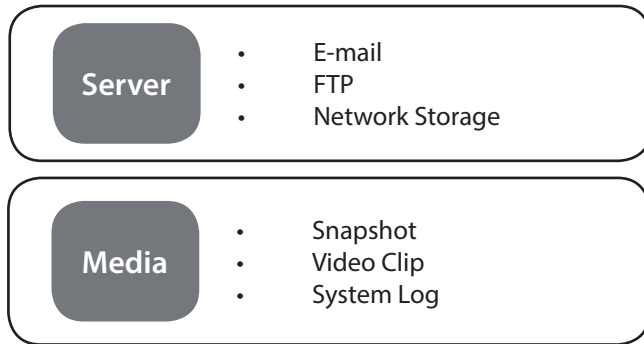 Server
• E-mail
• FTP
• Network Storage
Media
• Snapshot
• Video Clip
• System Log